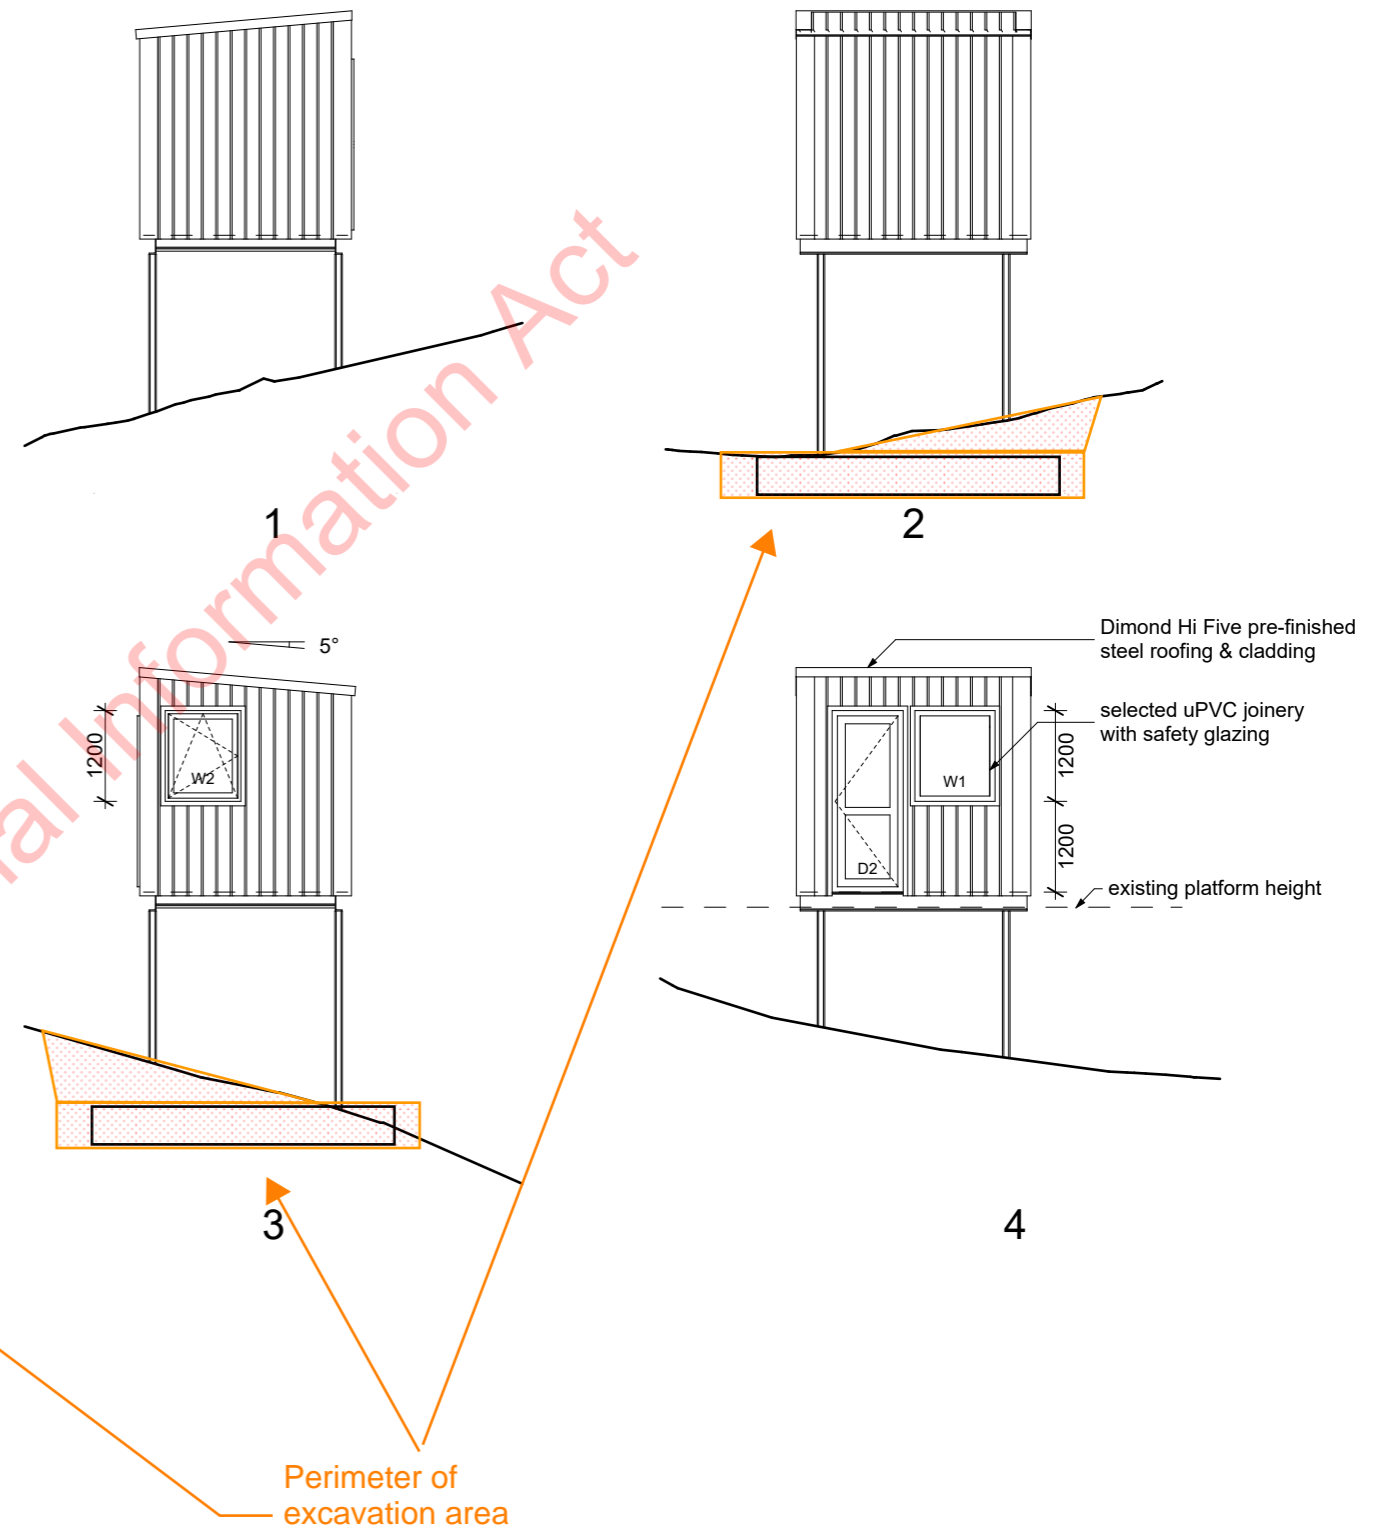 1
2
5°
1200
W2
Dimond Hi Five pre-finished
steel roofing & cladding
selected uPVC joinery
with safety glazing
1200
W1
1200
D2
existing platform height
3
4
Perimeter of
excavation area
al Information Act